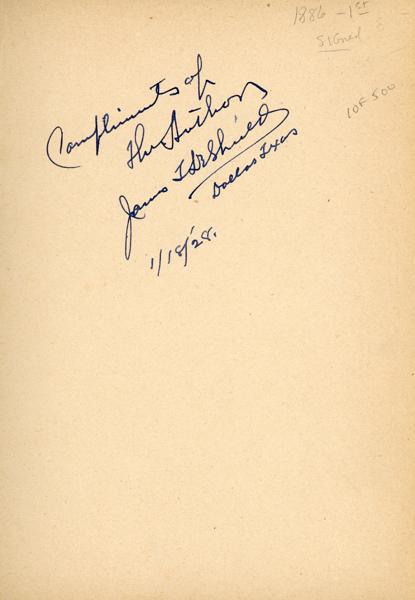 1886 - 1st
Signed
1 OF 500
Compliments of
The Author
James T DeShields
Dallas Texas
1/18/28.